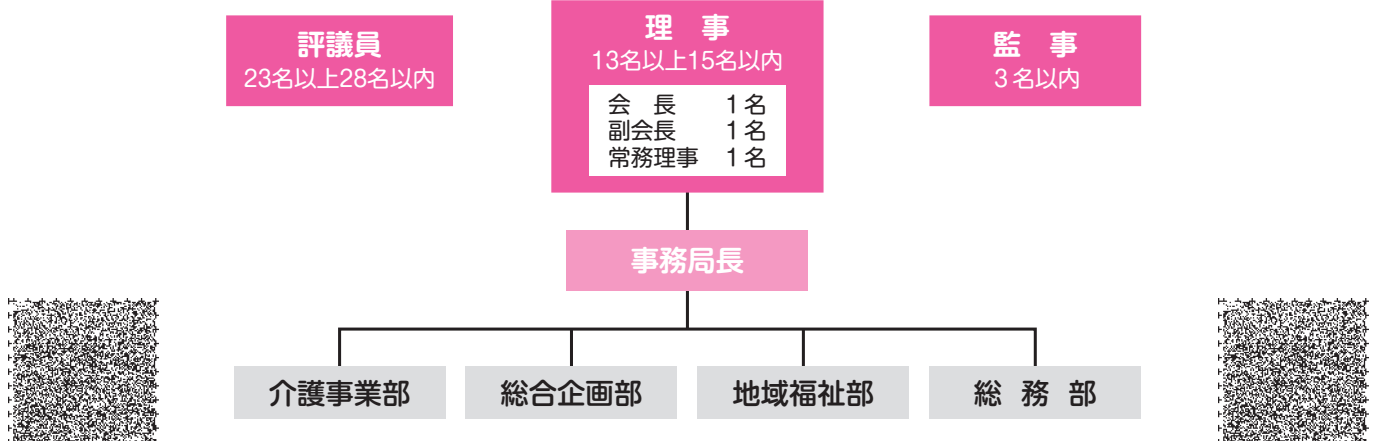 評議員
23名以上28名以内
理　事
13名以上15名以内
会　長　1名
副会長　1名
常務理事　1名
監　事
3名以内
事務局長
介護事業部
総合企画部
地域福祉部
総　務　部